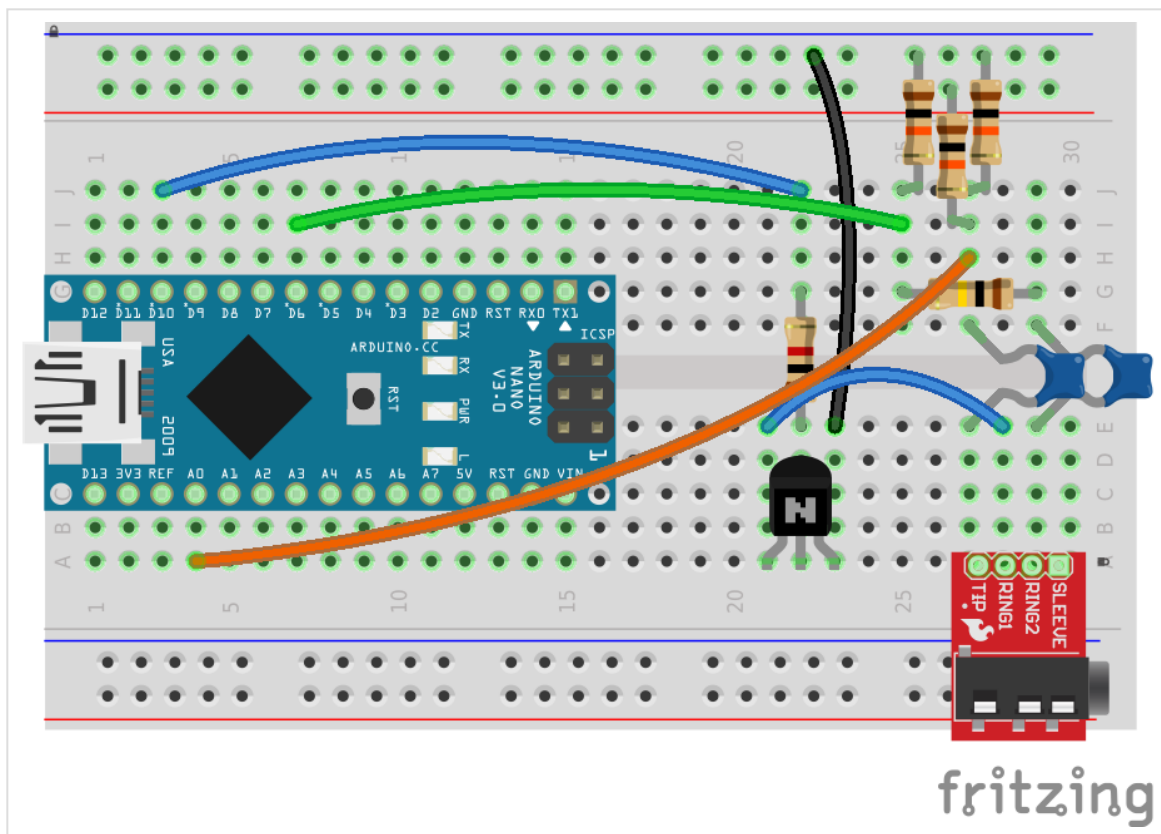 1 5 10 15 20 25 30
J J
I I
H H
G G
D12 D11 D10 D9 D8 D7 D6 D5 D4 D3 D2 GND RST RX0 TX1
F
ICSP
TX
ARDUINO.CC
USA
RX
ARDUINO
NANO
V3.0
RST
PWR
2009
L
1
E
D13 3V3 REF A0 A1 A2 A3 A4 A5 A6 A7 5V RST GND VIN
D
C C
B B
A A
N
1 5 10 15 20 25
TIP
RING1
RING2
SLEEVE
fritzing